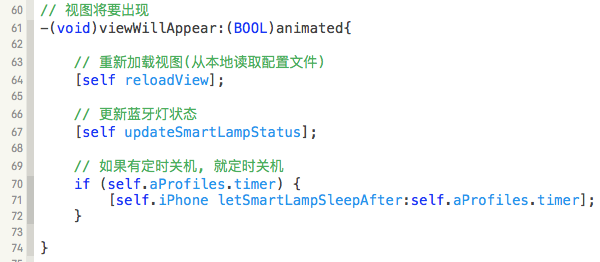 60 // 视图将要出现
61 -(void)viewWillAppear:(BOOL)animated{
62
63     // 重新加载视图(从本地读取配置文件)
64     [self reloadView];
65
66     // 更新蓝牙灯状态
67     [self updateSmartLampStatus];
68
69     // 如果有定时关机, 就定时关机
70     if (self.aProfiles.timer) {
71         [self.iPhone letSmartLampSleepAfter:self.aProfiles.timer];
72     }
73
74 }